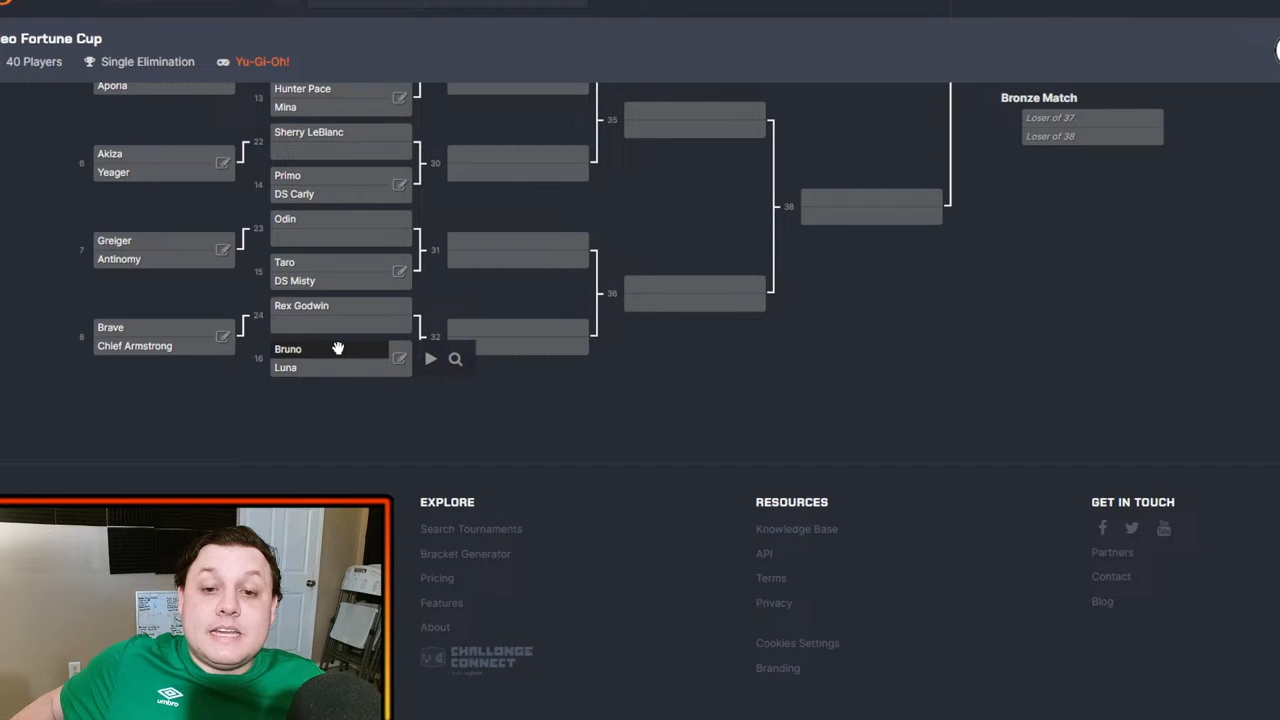 eo Fortune Cup
40 Players
Single Elimination
Yu-Gi-Oh!
Aporia
13
Hunter Pace
Mina
35
Bronze Match
Loser of 37
Loser of 38
6
Akiza
Yeager
22
Sherry LeBlanc
30
14
Primo
DS Carly
38
7
Greiger
Antinomy
23
Odin
31
15
Taro
DS Misty
36
8
Brave
Chief Armstrong
24
Rex Godwin
32
16
Bruno
Luna
EXPLORE
Search Tournaments
Bracket Generator
Pricing
Features
About
CHALLONGE
CONNECT
RESOURCES
Knowledge Base
API
Terms
Privacy
Cookies Settings
Branding
GET IN TOUCH
Partners
Contact
Blog
umbro